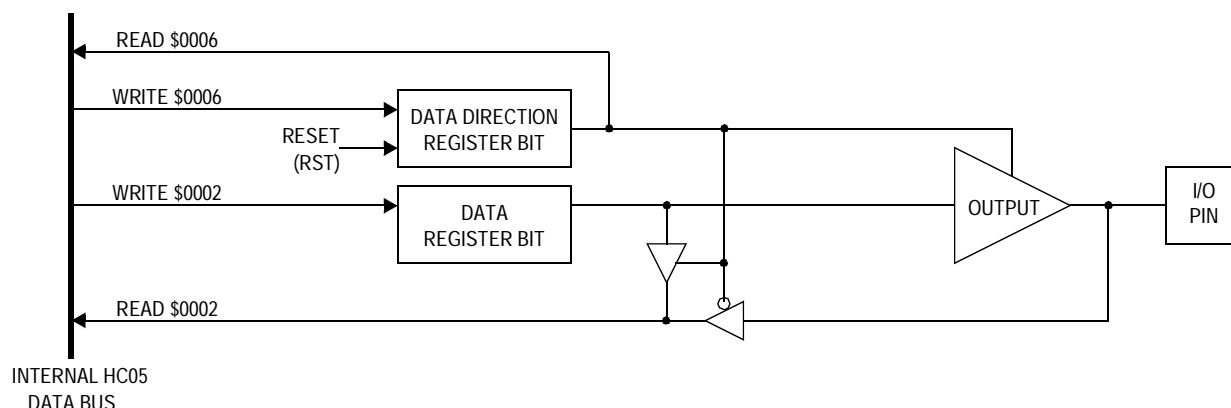 READ $0006
WRITE $0006
DATA DIRECTION
REGISTER BIT
RESET
(RST)
WRITE $0002
DATA
REGISTER BIT
OUTPUT
I/O
PIN
READ $0002
INTERNAL HC05
DATA BUS